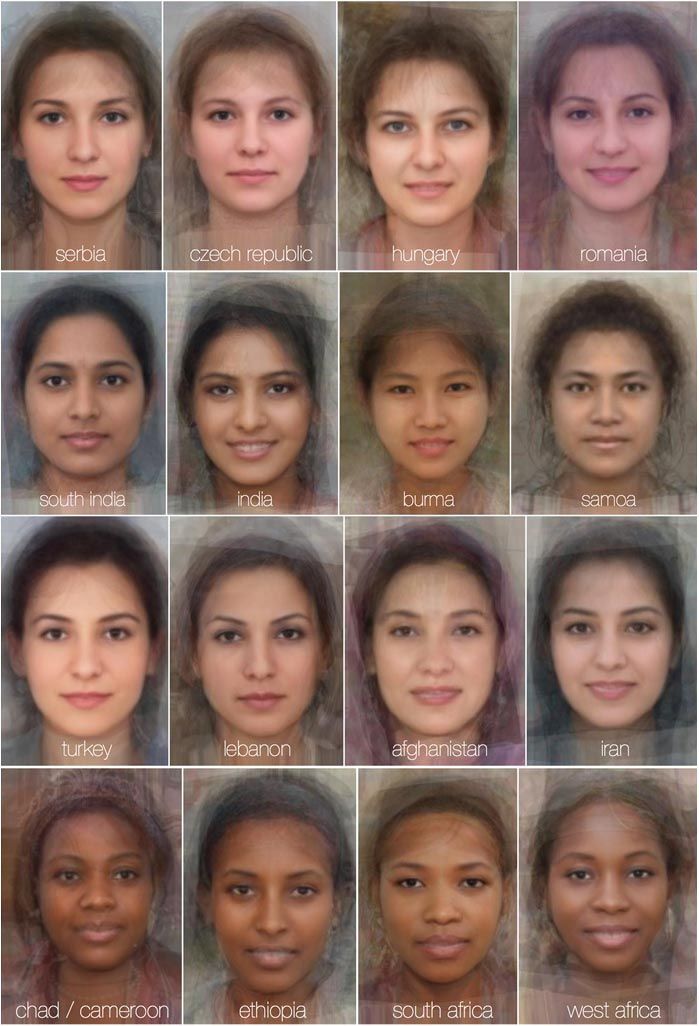 serbia
czech republic
hungary
romania
south india
india
burma
samoa
turkey
lebanon
afghanistan
iran
chad / cameroon
ethiopia
south africa
west africa